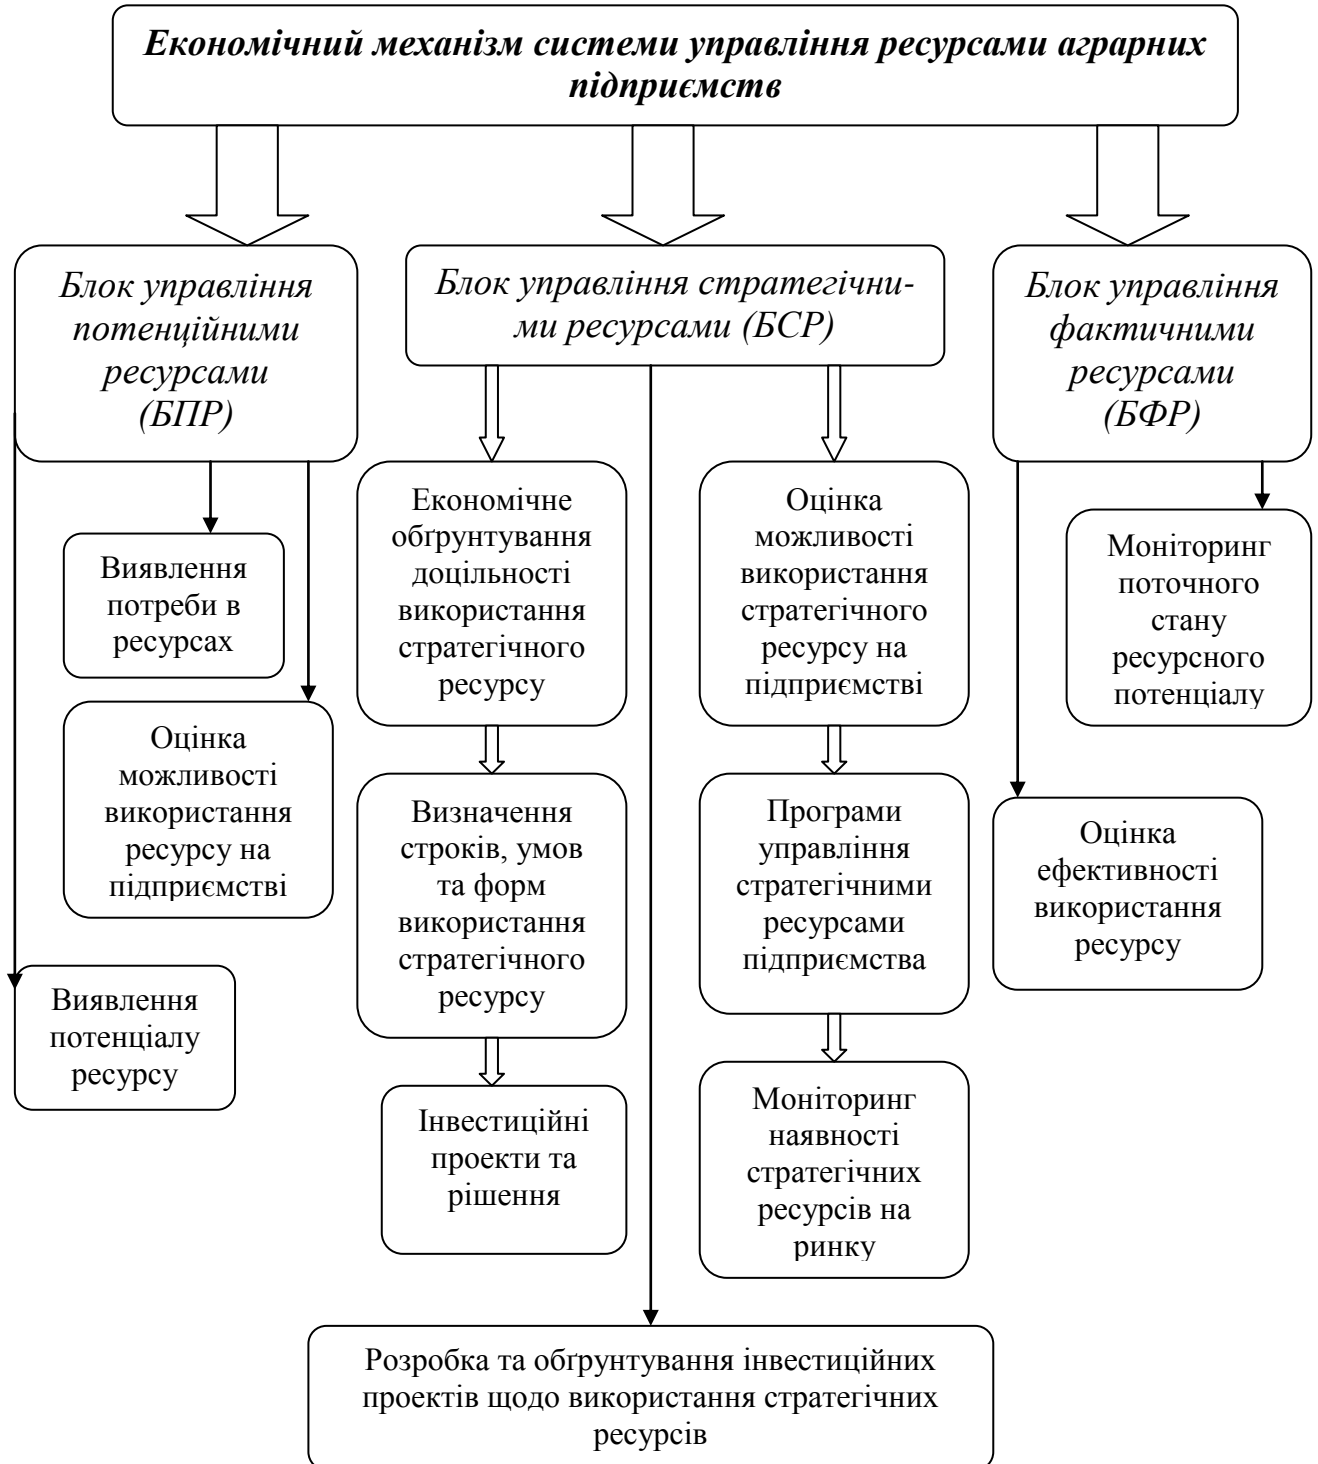 Економічний механізм системи управління ресурсами аграрних
підприємств
Блок управління
потенційними
ресурсами
(БПР)
Блок управління стратегічни-
ми ресурсами (БСР)
Блок управління
фактичними
ресурсами
(БФР)
Виявлення
потреби в
ресурсах
Оцінка
можливості
використання
ресурсу на
підприємстві
Виявлення
потенціалу
ресурсу
Економічне
обґрунтування
доцільності
використання
стратегічного
ресурсу
Визначення
строків, умов
та форм
використання
стратегічного
ресурсу
Інвестиційні
проекти та
рішення
Оцінка
можливості
використання
стратегічного
ресурсу на
підприємстві
Програми
управління
стратегічними
ресурсами
підприємства
Моніторинг
наявності
стратегічних
ресурсів на
ринку
Моніторинг
поточного
стану
ресурсного
потенціалу
Оцінка
ефективності
використання
ресурсу
Розробка та обґрунтування інвестиційних
проектів щодо використання стратегічних
ресурсів